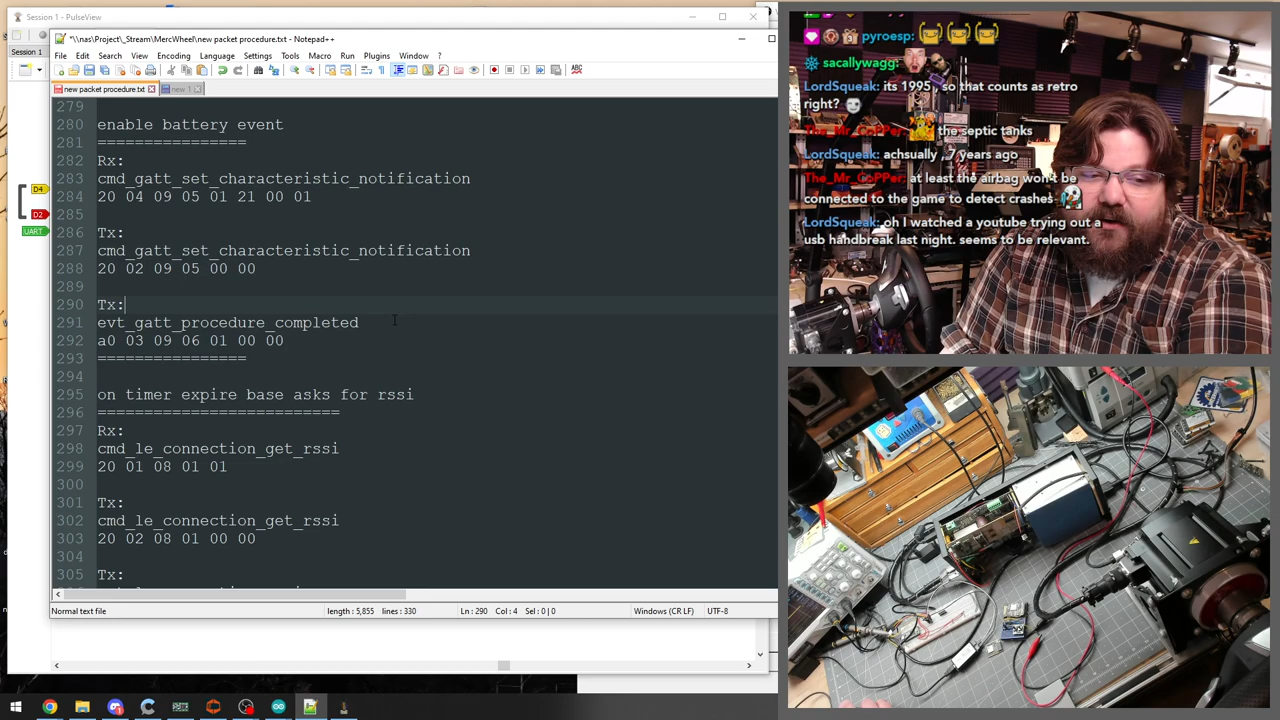 Session 1 - PulseView
*\\nas\Project\_Stream\MercWheel\new packet procedure.txt - Notepad++
Session 1
File Edit Search View Encoding Language Settings Tools Macro Run Plugins Window ?
new packet procedure.txt new 1
279
280 enable battery event
281 ================
282 Rx:
283 cmd_gatt_set_characteristic_notification
284 20 04 09 05 01 21 00 01
285
286 Tx:
287 cmd_gatt_set_characteristic_notification
288 20 02 09 05 00 00
289
290 Tx:
291 evt_gatt_procedure_completed
292 a0 03 09 06 01 00 00
293 ================
294
295 on timer expire base asks for rssi
296 ==========================
297 Rx:
298 cmd_le_connection_get_rssi
299 20 01 08 01 01
300
301 Tx:
302 cmd_le_connection_get_rssi
303 20 02 08 01 00 00
304
305 Tx:
D4
D2
UART
Normal text file length : 5,855 lines : 330 Ln : 290 Col : 4 Sel : 0 | 0 Windows (CR LF) UTF-8
pyroesp:
sacallywagg:
LordSqueak: its 1995 , so that counts as retro
right?
The_Mr_CoPPer: the septic tanks
LordSqueak: achsually , 7 years ago
The_Mr_CoPPer: at least the airbag won't be
connected to the game to detect crashes
LordSqueak: oh I watched a youtube trying out a
usb handbreak last night. seems to be relevant.